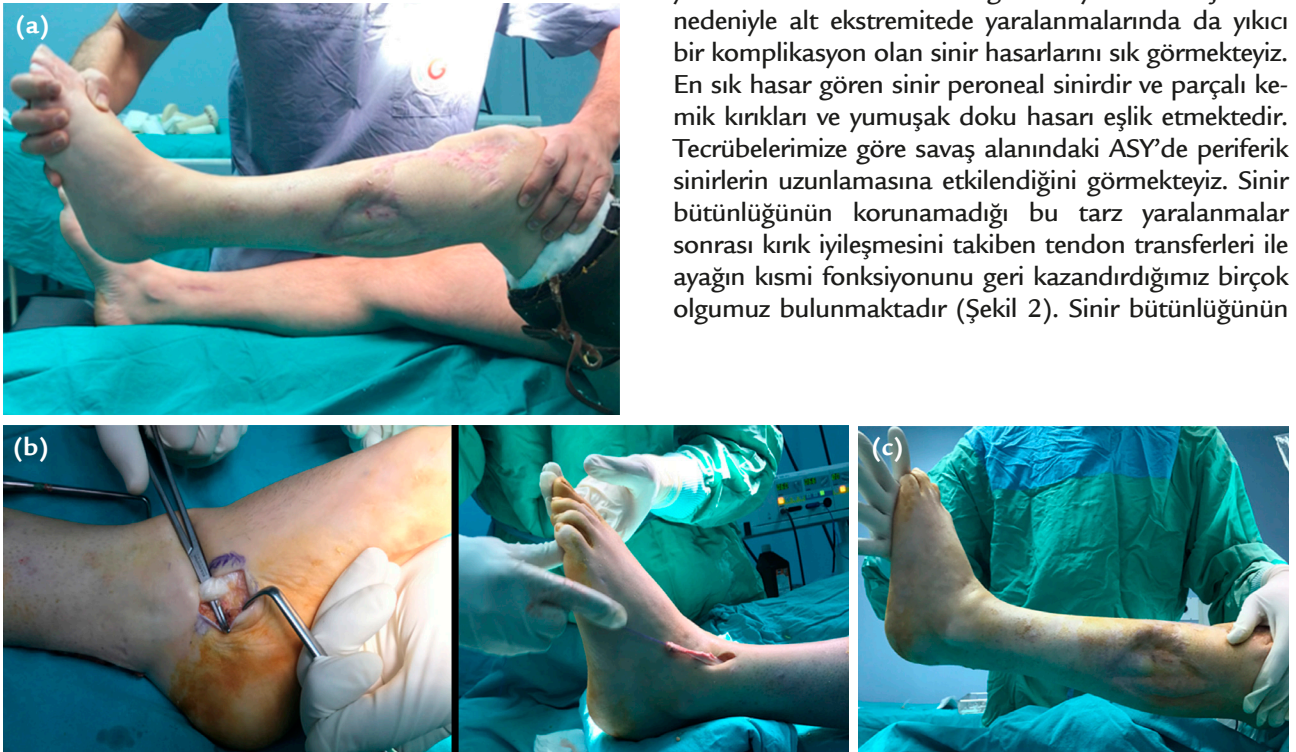 (a)
nedeniyle alt ekstremitede yaralanmalarında da yıkıcı
bir komplikasyon olan sinir hasarlarını sık görmekteyiz.
En sık hasar gören sinir peroneal sinirdir ve parçalı ke-
mik kırıkları ve yumuşak doku hasarı eşlik etmektedir.
Tecrübelerimize göre savaş alanındaki ASY’de periferik
sinirlerin uzunlamasına etkilendiğini görmekteyiz. Sinir
bütünlüğünün korunamadığı bu tarz yaralanmalar
sonrası kırık iyileşmesini takiben tendon transferleri ile
ayağın kısmi fonksiyonunu geri kazandırdığımız birçok
olgumuz bulunmaktadır (Şekil 2). Sinir bütünlüğünün
(b)
(c)